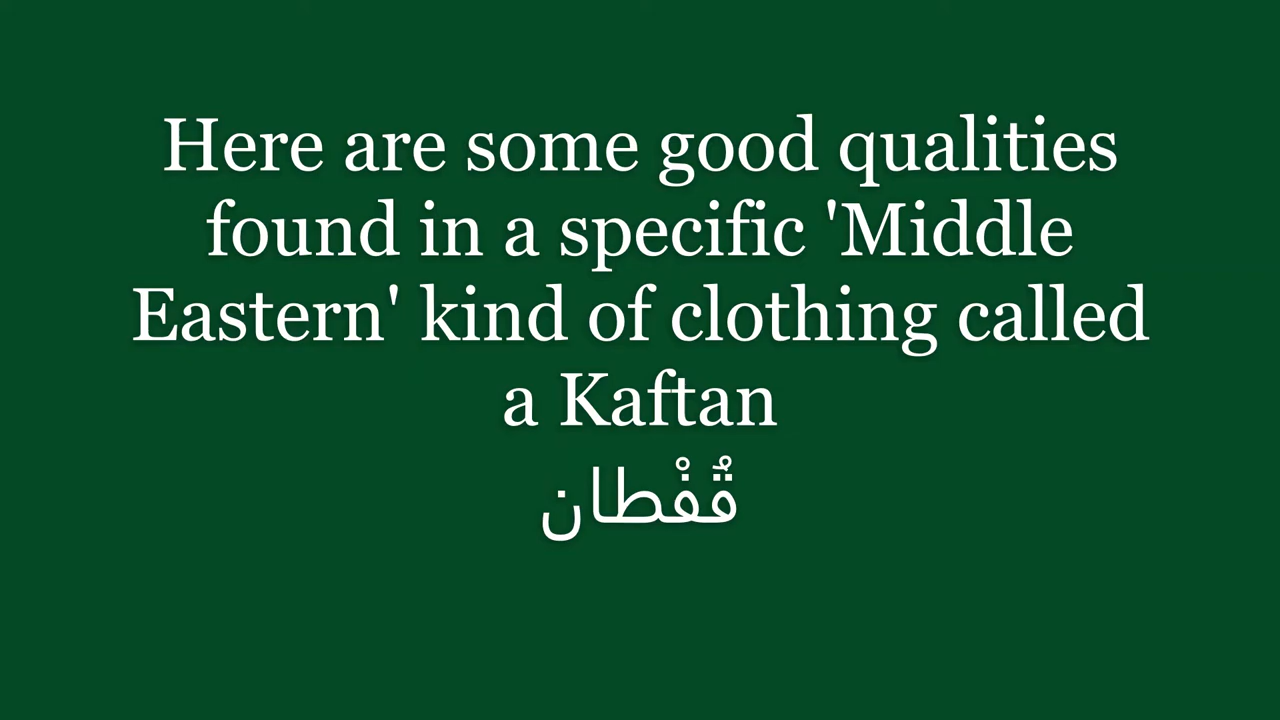 Here are some good qualities
found in a specific 'Middle
Eastern' kind of clothing called
a Kaftan
قُفْطان